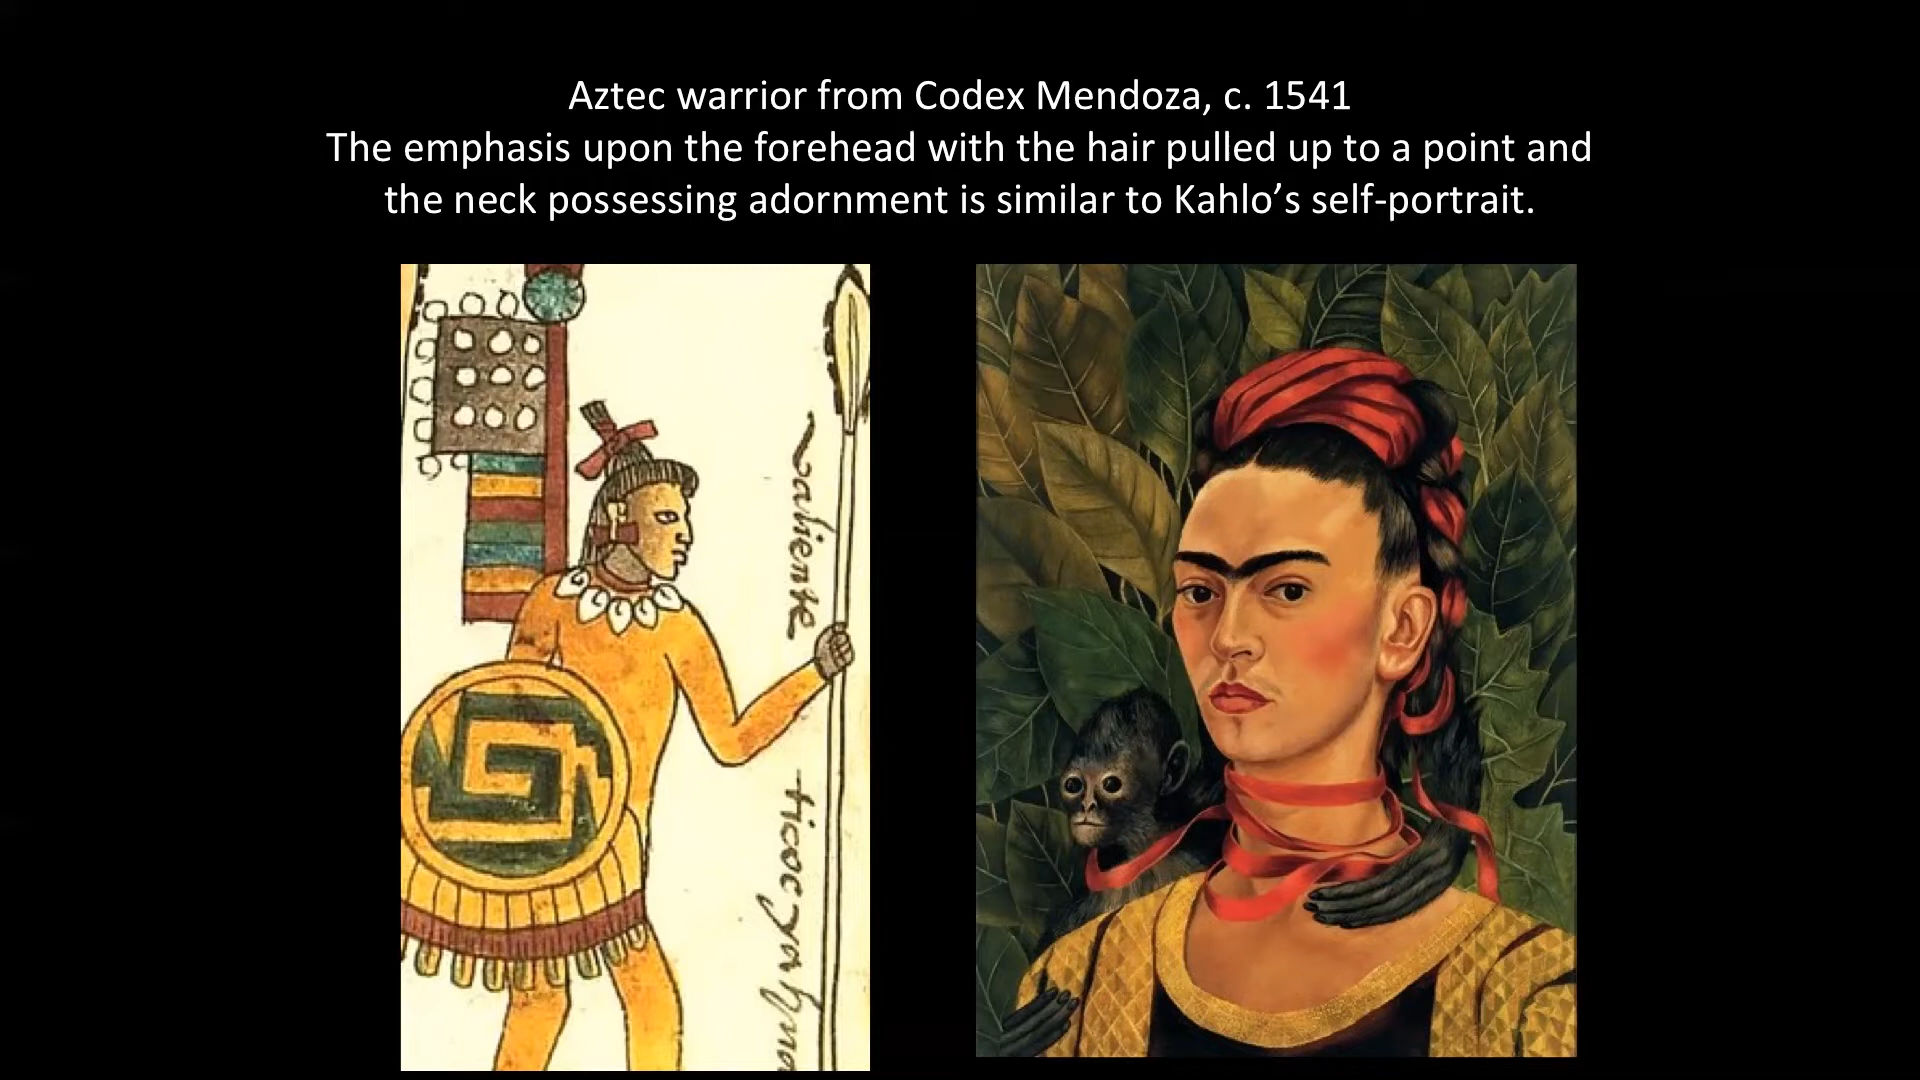 Aztec warrior from Codex Mendoza, c. 1541
The emphasis upon the forehead with the hair pulled up to a point and
the neck possessing adornment is similar to Kahlo’s self-portrait.
valiente